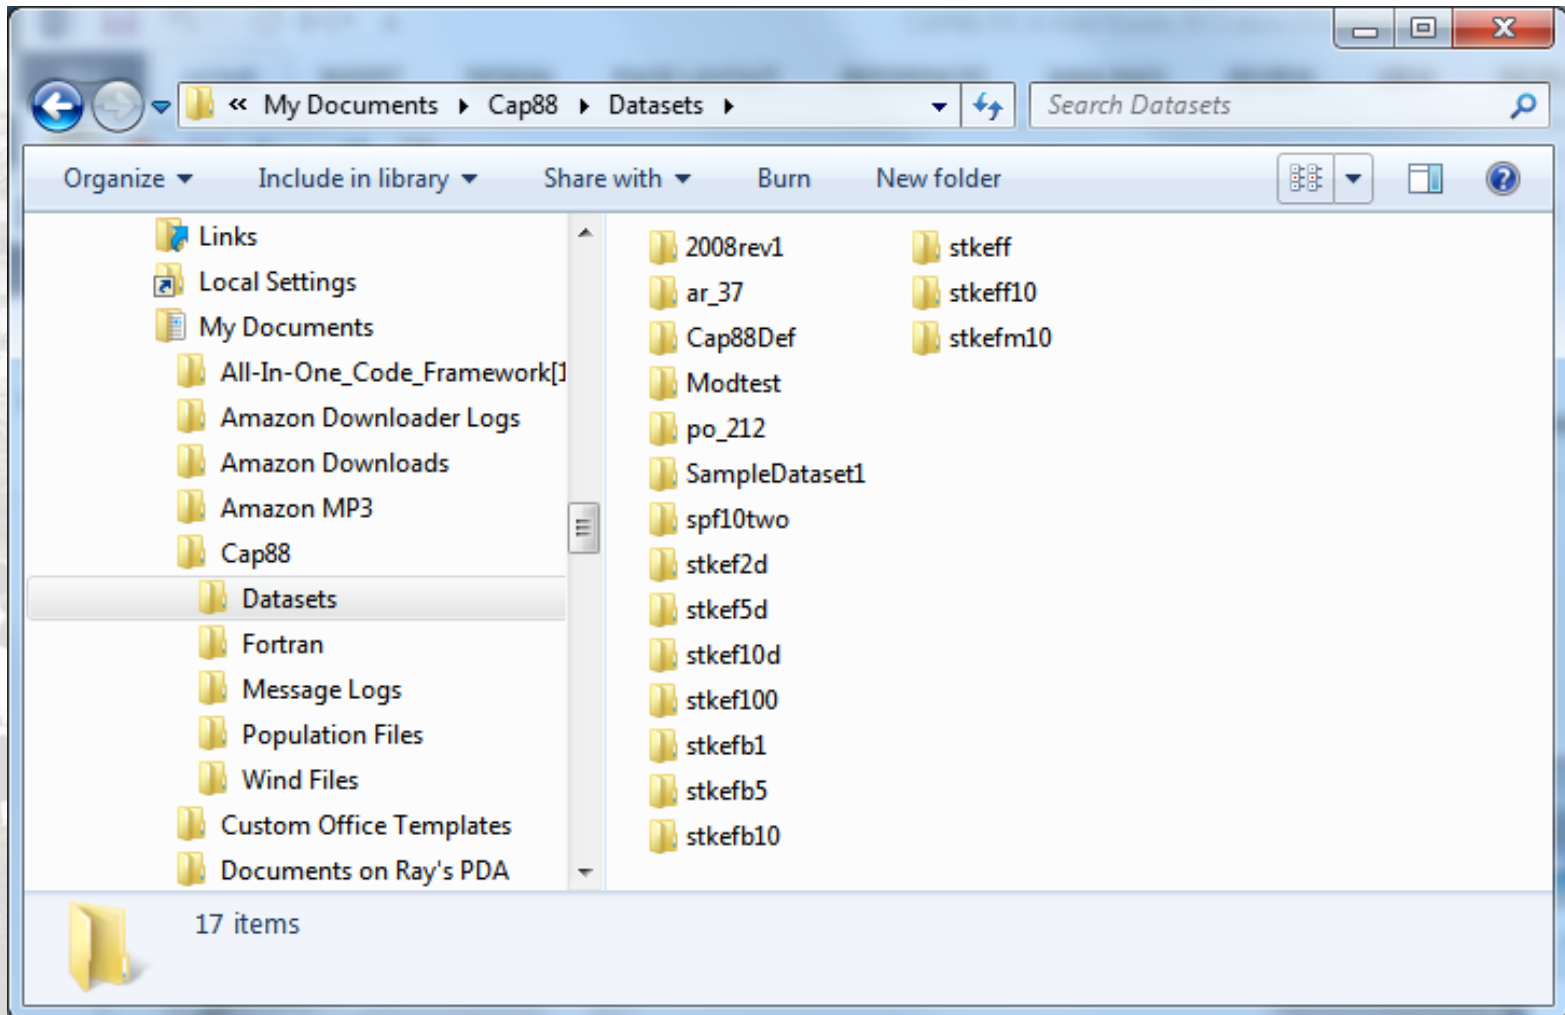 « My Documents ▸ Cap88 ▸ Datasets ▸
Search Datasets
Organize Include in library Share with Burn New folder
Links
Local Settings
My Documents
All-In-One_Code_Framework[1
Amazon Downloader Logs
Amazon Downloads
Amazon MP3
Cap88
Datasets
Fortran
Message Logs
Population Files
Wind Files
Custom Office Templates
Documents on Ray's PDA
2008rev1
ar_37
Cap88Def
Modtest
po_212
SampleDataset1
spf10two
stkef2d
stkef5d
stkef10d
stkef100
stkefb1
stkefb5
stkefb10
stkeff
stkeff10
stkefm10
17 items